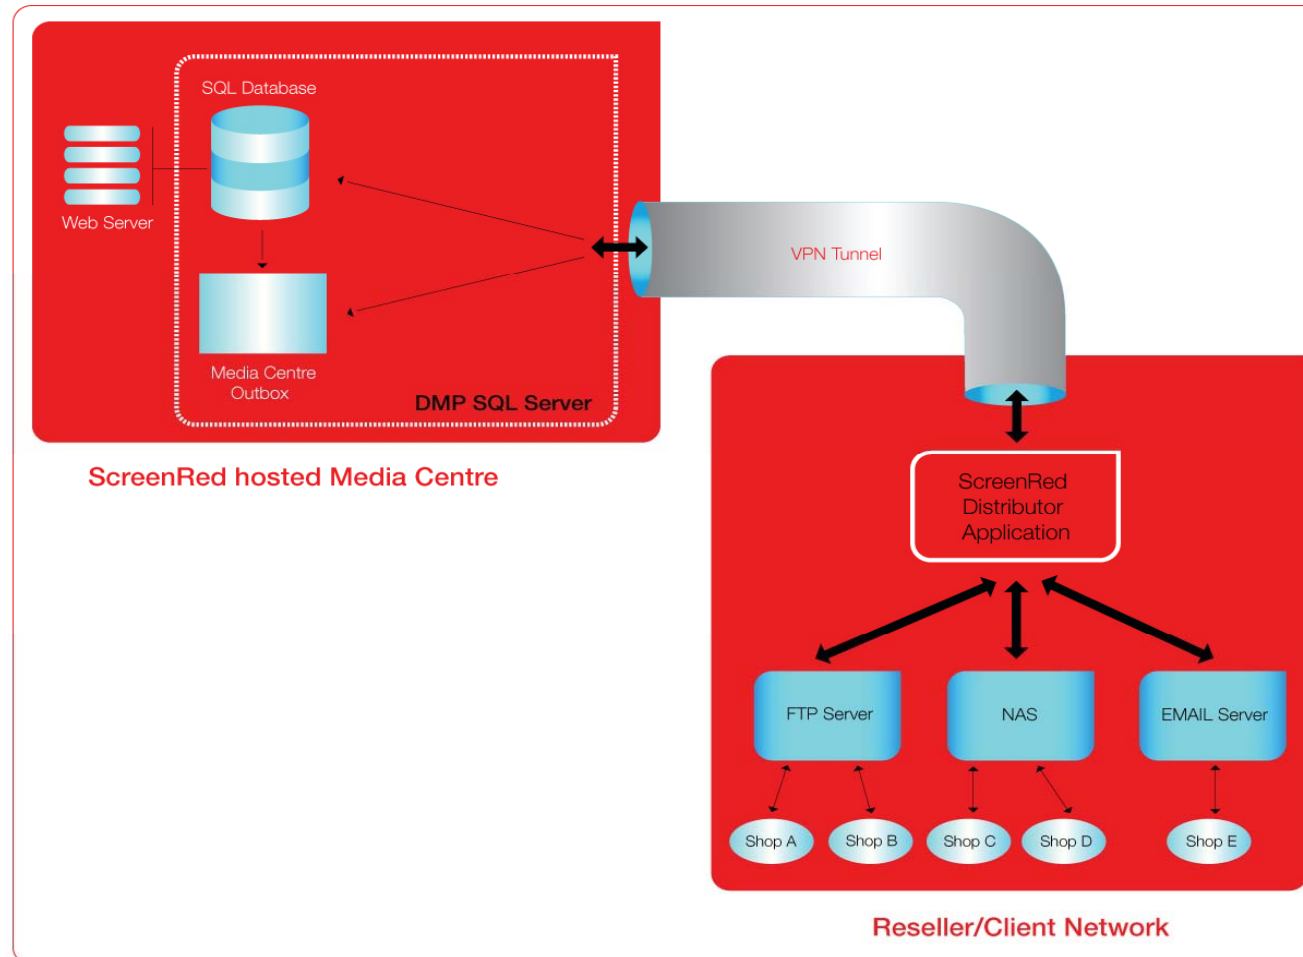 SQL Database
Web Server
VPN Tunnel
Media Centre
Outbox
DMP SQL Server
ScreenRed hosted Media Centre
ScreenRed
Distributor
Application
FTP Server
NAS
EMAIL Server
Shop A
Shop B
Shop C
Shop D
Shop E
Reseller/Client Network